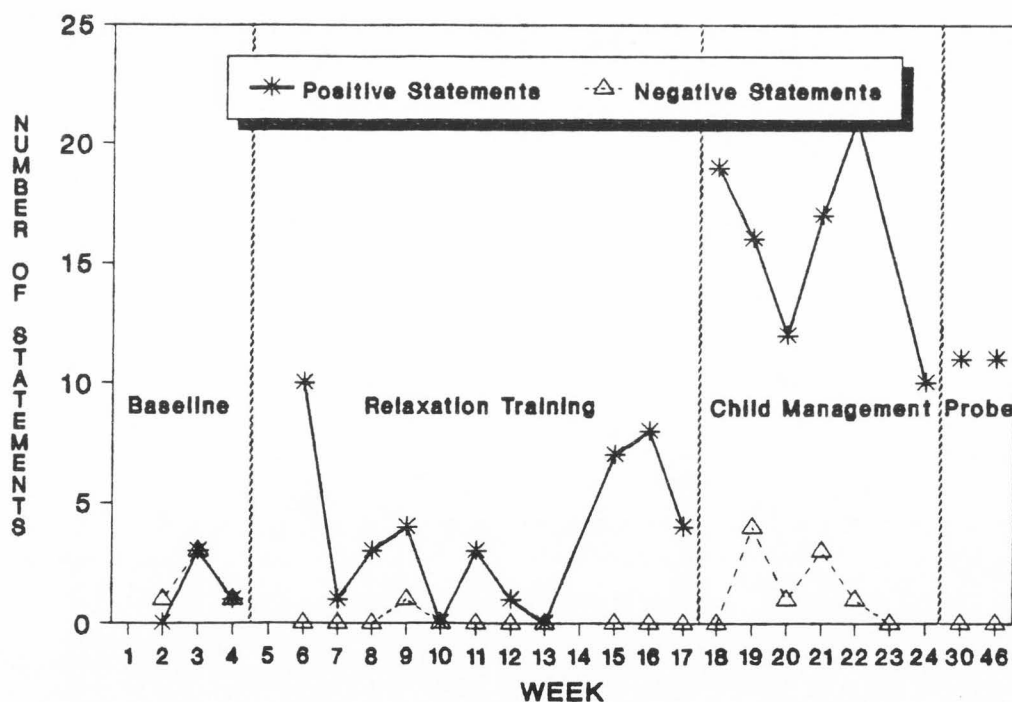 25
20
15
10
5
0
NUMBER OF STATEMENTS
Positive Statements Negative Statements
Baseline Relaxation Training Child Management Probe
1 2 3 4 5 6 7 8 9 10 11 12 13 14 15 16 17 18 19 20 21 22 23 24 30 46
WEEK